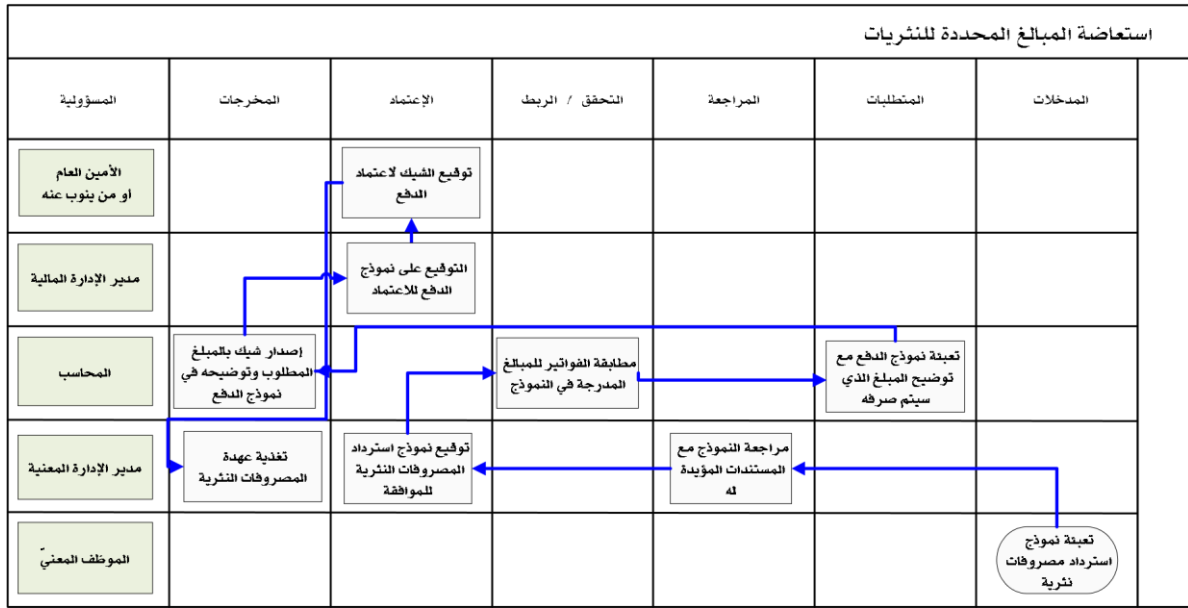 استعاضة المبالغ المحددة للنثريات
المدخلات
المتطلبات
المراجعة
التحقق / الربط
الإعتماد
المخرجات
المسؤولية
توقيع الشيك لاعتماد
الدفع
الأمين العام
او من ينوب عنه
التوقيع على نموذج
الدفع للاعتماد
مدير الإدارة المالية
تعبئة نموذج الدفع مع
توضيح المبلغ الذي
سيتم صرفه
مطابقة الفواتير للمبالغ
المدرجة في النموذج
إصدار شيك بالمبلغ
المطلوب وتوضيحه في
نموذج الدفع
المحاسب
مراجعة النموذج مع
المستندات المؤيدة
له
توقيع نموذج استرداد
المصروفات النثرية
للموافقة
تغذية عهدة
المصروفات النثرية
مدير الإدارة المعنية
تعبئة نموذج
استرداد مصروفات
نثرية
الموظف المعنيّ